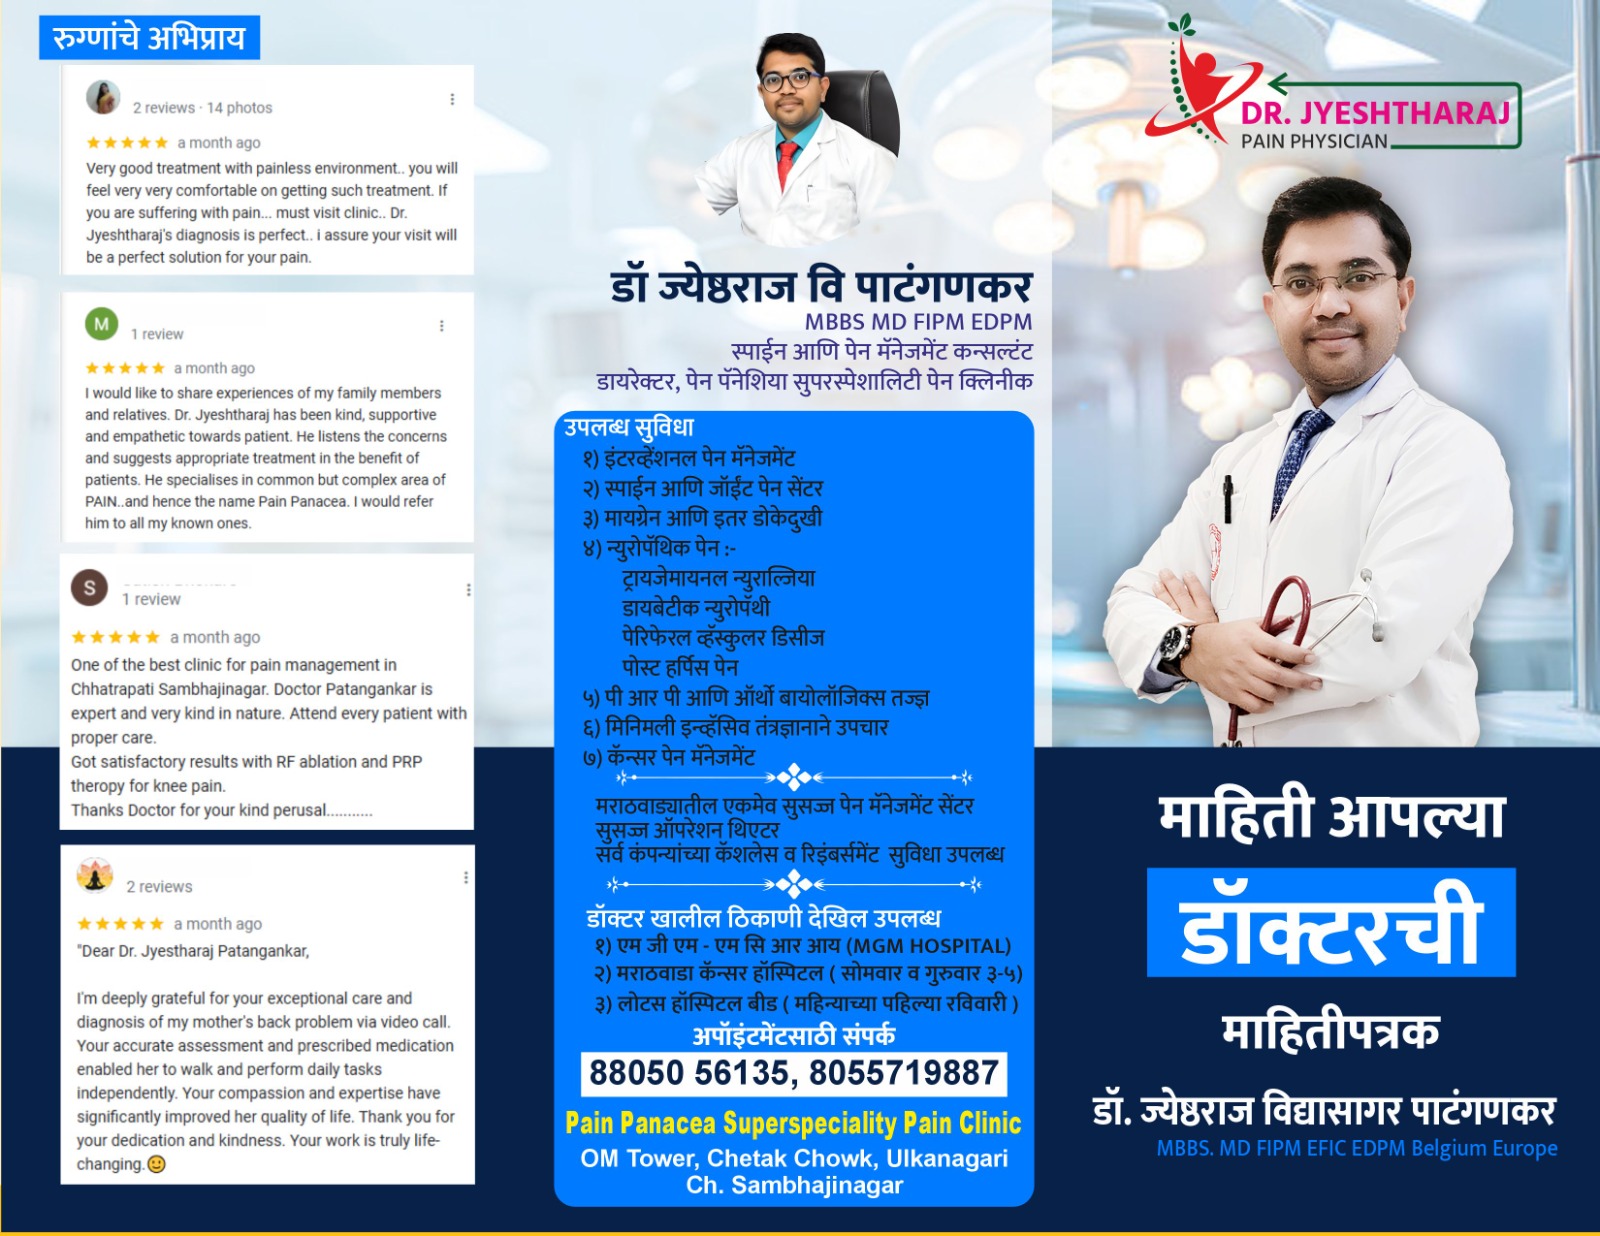 रुग्णांचे अभिप्राय
2 reviews · 14 photos
a month ago
Very good treatment with painless environment.. you will
feel very very comfortable on getting such treatment. If
you are suffering with pain... must visit clinic.. Dr.
Jyeshtharaj's diagnosis is perfect.. i assure your visit will
be a perfect solution for your pain.
M
1 review
a month ago
I would like to share experiences of my family members
and relatives. Dr. Jyeshtharaj has been kind, supportive
and empathetic towards patient. He listens the concerns
and suggests appropriate treatment in the benefit of
patients. He specialises in common but complex area of
PAIN..and hence the name Pain Panacea. I would refer
him to all my known ones.
S
1 review
a month ago
One of the best clinic for pain management in
Chhatrapati Sambhajinagar. Doctor Patangankar is
expert and very kind in nature. Attend every patient with
proper care.
Got satisfactory results with RF ablation and PRP
theropy for knee pain.
Thanks Doctor for your kind perusal...........
2 reviews
a month ago
"Dear Dr. Jyestharaj Patangankar,
I'm deeply grateful for your exceptional care and
diagnosis of my mother's back problem via video call.
Your accurate assessment and prescribed medication
enabled her to walk and perform daily tasks
independently. Your compassion and expertise have
significantly improved her quality of life. Thank you for
your dedication and kindness. Your work is truly life-
changing.
डॉ ज्येष्ठराज वि पाटंगणकर
MBBS MD FIPM EDPM
स्पाईन आणि पेन मॅनेजमेंट कन्सल्टंट
डायरेक्टर, पेन पॅनेशिया सुपरस्पेशालिटी पेन क्लिनीक
उपलब्ध सुविधा
१) इंटरव्हेंशनल पेन मॅनेजमेंट
२) स्पाईन आणि जॉईंट पेन सेंटर
३) मायग्रेन आणि इतर डोकेदुखी
४) न्युरोपॅथिक पेन :-
ट्रायजेमायनल न्युराल्जिया
डायबेटीक न्युरोपॅथी
पेरिफेरल व्हॅस्कुलर डिसीज
पोस्ट हर्पिस पेन
५) पी आर पी आणि ऑर्थो बायोलॉजिक्स तज्ज्ञ
६) मिनिमली इन्व्हॅसिव तंत्रज्ञानाने उपचार
७) कॅन्सर पेन मॅनेजमेंट
मराठवाड्यातील एकमेव सुसज्ज पेन मॅनेजमेंट सेंटर
सुसज्ज ऑपरेशन थिएटर
सर्व कंपन्यांच्या कॅशलेस व रिइंबर्समेंट सुविधा उपलब्ध
डॉक्टर खालील ठिकाणी देखिल उपलब्ध
१) एम जी एम - एम सि आर आय (MGM HOSPITAL)
२) मराठवाडा कॅन्सर हॉस्पिटल ( सोमवार व गुरुवार ३-५)
३) लोटस हॉस्पिटल बीड ( महिन्याच्या पहिल्या रविवारी )
अपॉइंटमेंटसाठी संपर्क
88050 56135, 8055719887
Pain Panacea Superspeciality Pain Clinic
OM Tower, Chetak Chowk, Ulkanagari
Ch. Sambhajinagar
DR. JYESHTHARAJ
PAIN PHYSICIAN
माहिती आपल्या
डॉक्टरची
माहितीपत्रक
डॉ. ज्येष्ठराज विद्यासागर पाटंगणकर
MBBS. MD FIPM EFIC EDPM Belgium Europe